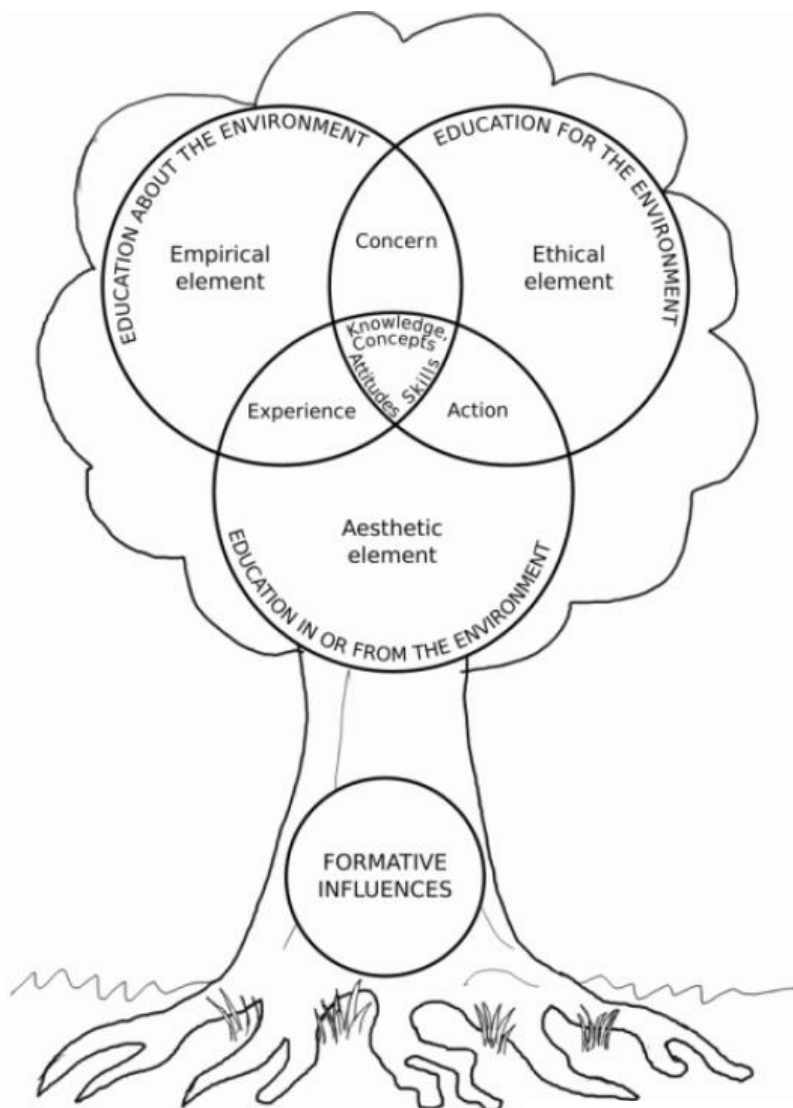 EDUCATION ABOUT THE ENVIRONMENT
EDUCATION FOR THE ENVIRONMENT
Empirical
element
Concern
Ethical
element
Knowledge,
Concepts
Attitudes
Skills
Experience
Action
Aesthetic
element
EDUCATION IN OR FROM THE ENVIRONMENT
FORMATIVE
INFLUENCES